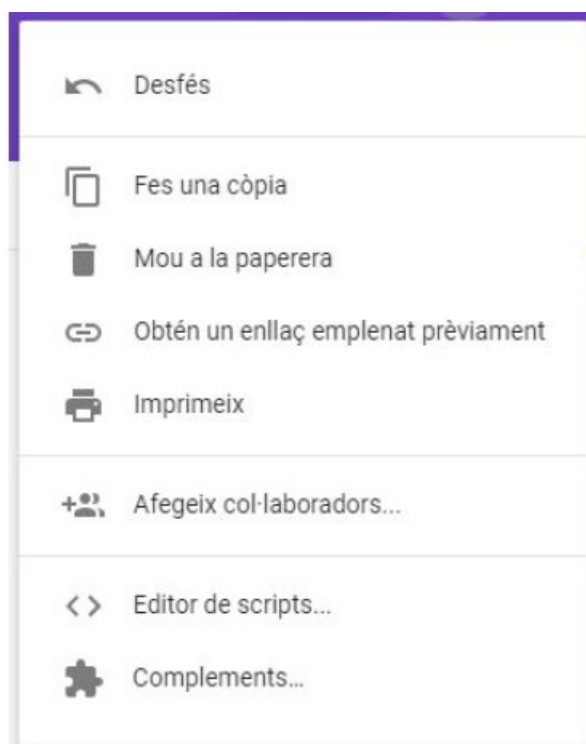 Desfés
Fes una còpia
Mou a la paperera
Obtén un enllaç emplenat prèviament
Imprimeix
Afegeix col·laboradors...
Editor de scripts...
Complements...